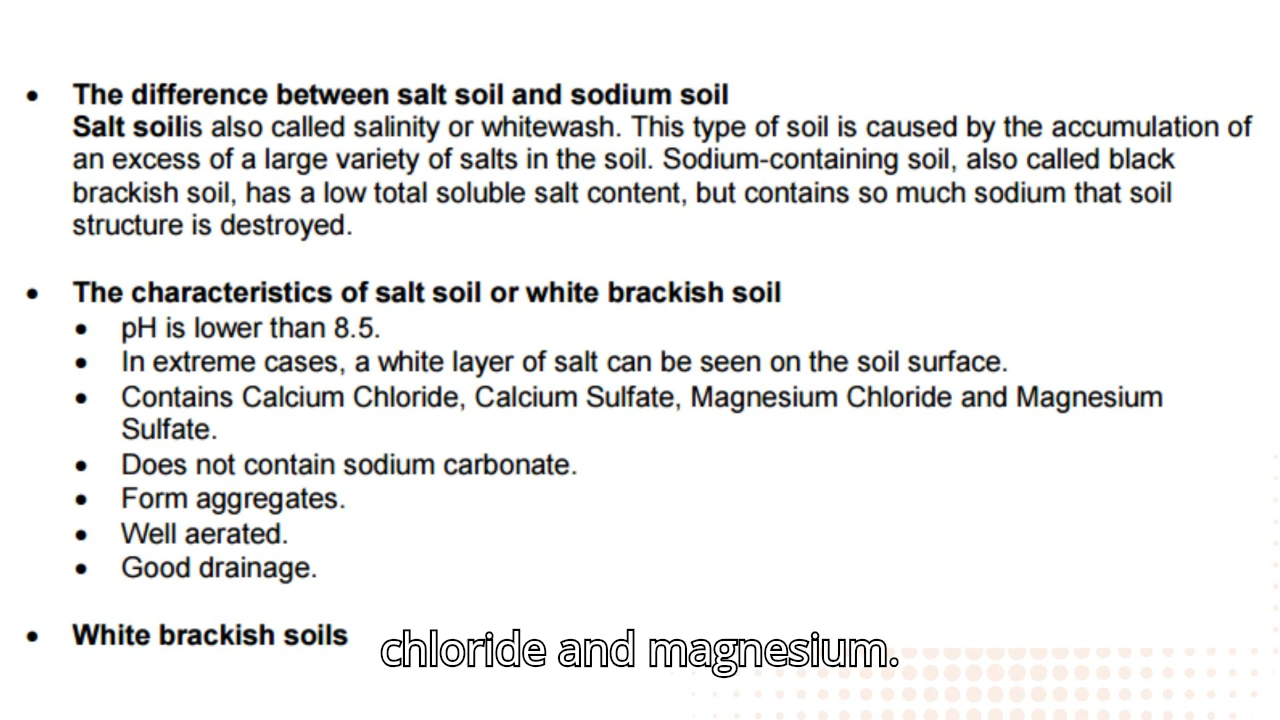 • The difference between salt soil and sodium soil
Salt soilis also called salinity or whitewash. This type of soil is caused by the accumulation of
an excess of a large variety of salts in the soil. Sodium-containing soil, also called black
brackish soil, has a low total soluble salt content, but contains so much sodium that soil
structure is destroyed.
• The characteristics of salt soil or white brackish soil
• pH is lower than 8.5.
• In extreme cases, a white layer of salt can be seen on the soil surface.
• Contains Calcium Chloride, Calcium Sulfate, Magnesium Chloride and Magnesium
Sulfate.
• Does not contain sodium carbonate.
• Form aggregates.
• Well aerated.
• Good drainage.
• White brackish soils
chloride and magnesium.